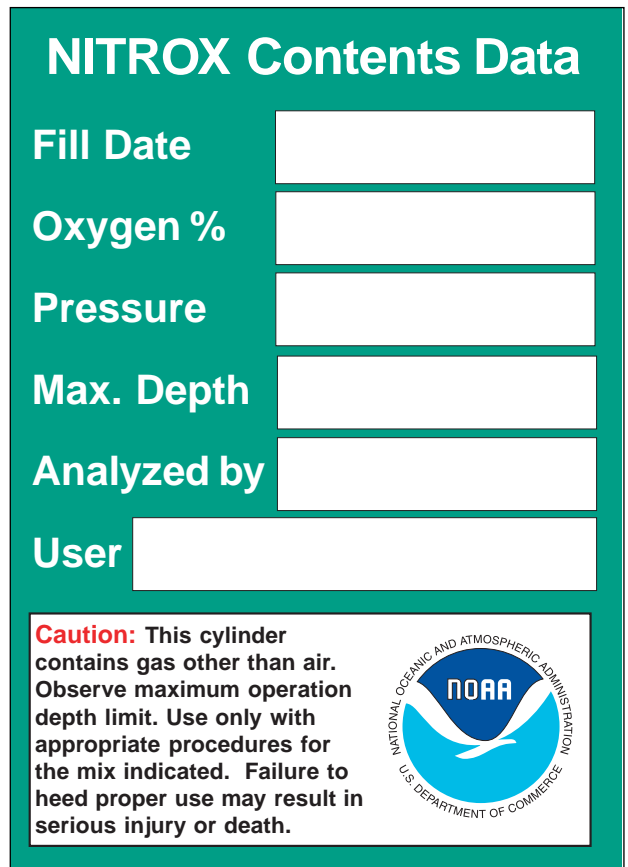 NITROX Contents Data
Fill Date
Oxygen %
Pressure
Max. Depth
Analyzed by
User
Caution: This cylinder
contains gas other than air.
Observe maximum operation
depth limit. Use only with
appropriate procedures for
the mix indicated.  Failure to
heed proper use may result in
serious injury or death.
NATIONAL OCEANIC AND ATMOSPHERIC ADMINISTRATION
NOAA
U.S. DEPARTMENT OF COMMERCE